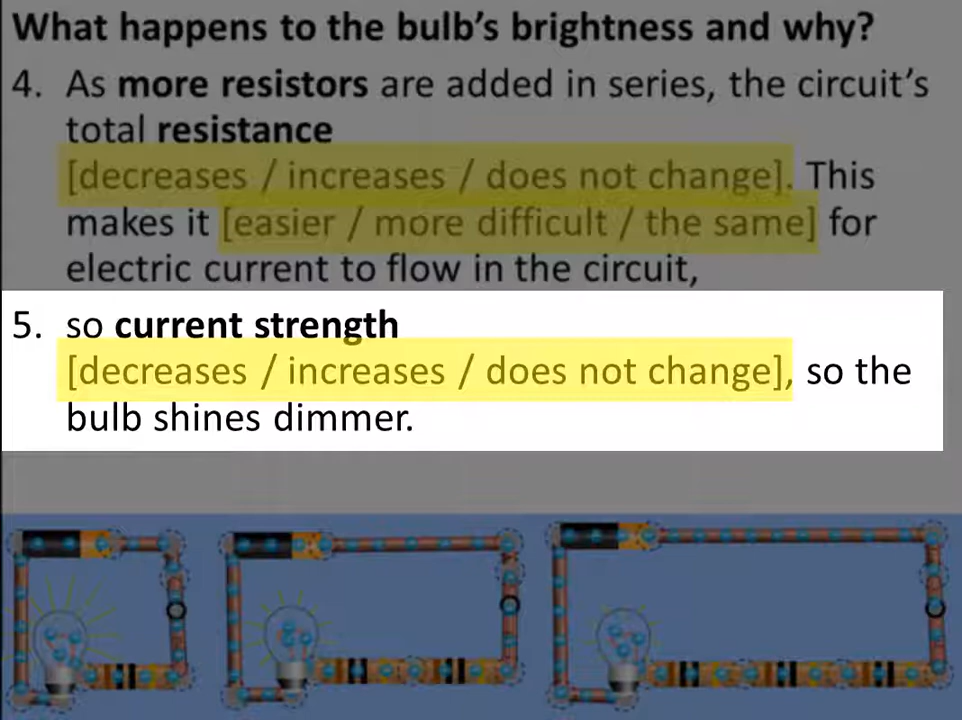 What happens to the bulb’s brightness and why?
4. As more resistors are added in series, the circuit’s
total resistance
[decreases / increases / does not change]. This
makes it [easier / more difficult / the same] for
electric current to flow in the circuit,
5. so current strength
[decreases / increases / does not change], so the
bulb shines dimmer.